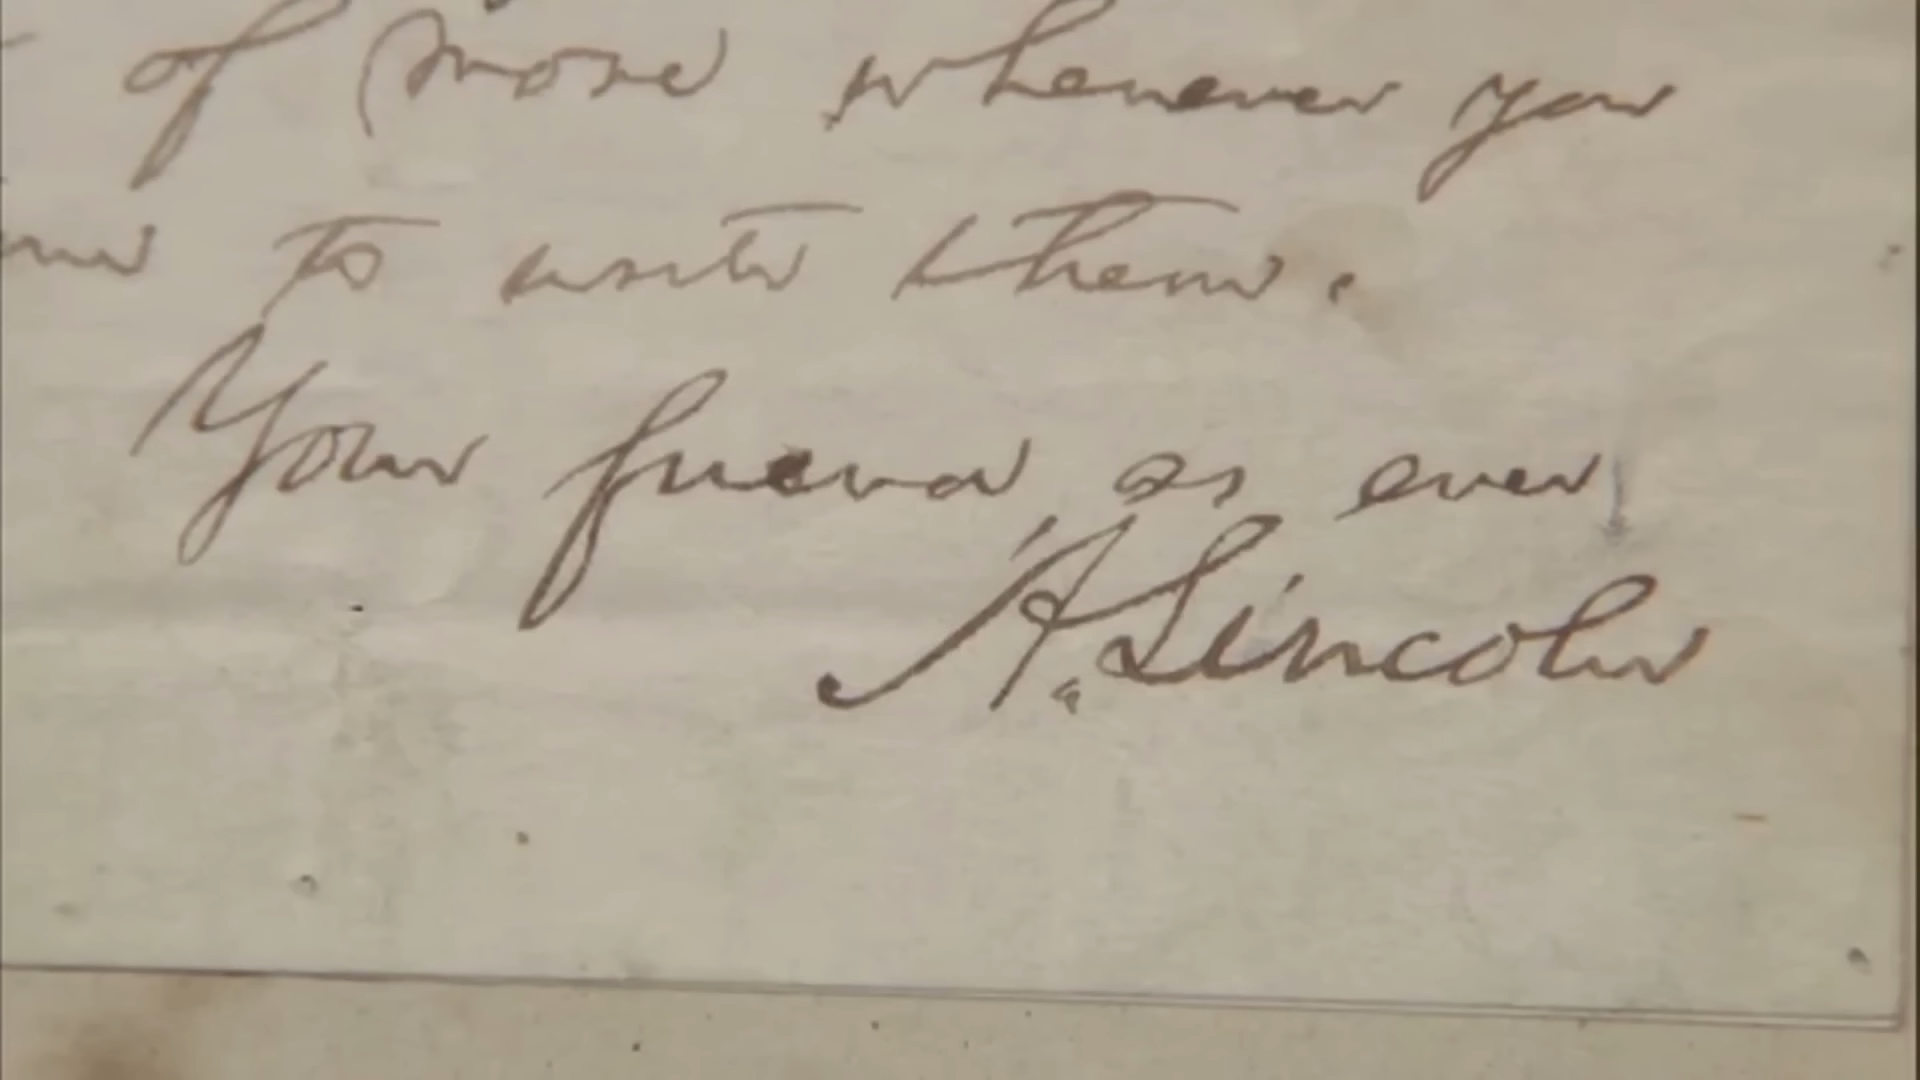 of more whenever you
to write them.
Your friend as ever
A. Lincoln